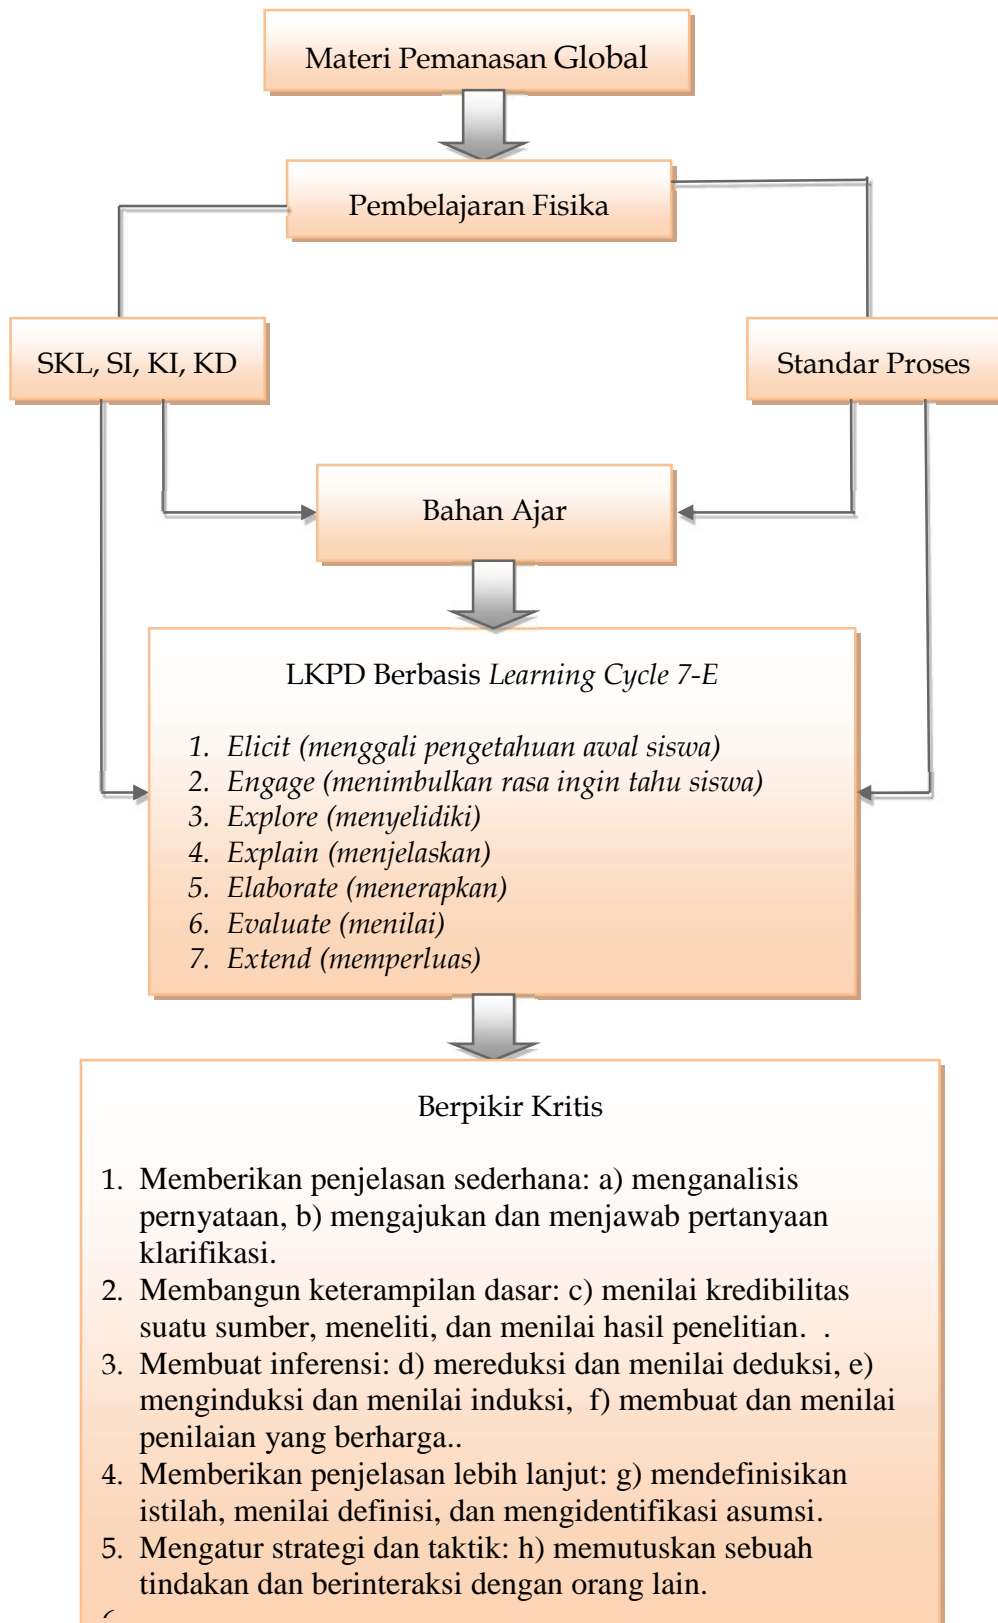 Materi Pemanasan Global
Pembelajaran Fisika
SKL, SI, KI, KD
Standar Proses
Bahan Ajar
LKPD Berbasis Learning Cycle 7-E
1. Elicit (menggali pengetahuan awal siswa)
2. Engage (menimbulkan rasa ingin tahu siswa)
3. Explore (menyelidiki)
4. Explain (menjelaskan)
5. Elaborate (menerapkan)
6. Evaluate (menilai)
7. Extend (memperluas)
Berpikir Kritis
1. Memberikan penjelasan sederhana: a) menganalisis
pernyataan, b) mengajukan dan menjawab pertanyaan
klarifikasi.
2. Membangun keterampilan dasar: c) menilai kredibilitas
suatu sumber, meneliti, dan menilai hasil penelitian. .
3. Membuat inferensi: d) mereduksi dan menilai deduksi, e)
menginduksi dan menilai induksi, f) membuat dan menilai
penilaian yang berharga..
4. Memberikan penjelasan lebih lanjut: g) mendefinisikan
istilah, menilai definisi, dan mengidentifikasi asumsi.
5. Mengatur strategi dan taktik: h) memutuskan sebuah
tindakan dan berinteraksi dengan orang lain.